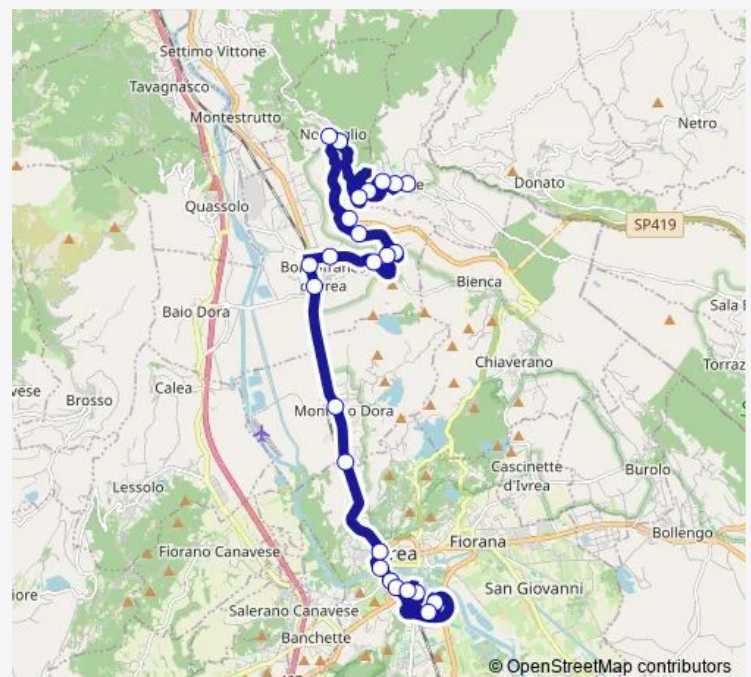 Settimo Vittone
Tavagnasco
Montestrutto
Netro
Donato
Quassolo
SP419
Bienca
Baio Dora
Sala
Chiaverano
Calea
Torraz
Brosso
Cascinette
d'Ivrea
Burolo
Lessolo
Bollengo
Fiorano Canavese
Fiorana
San Giovanni
Salerano Canavese
Banchette
© OpenStreetMap contributors